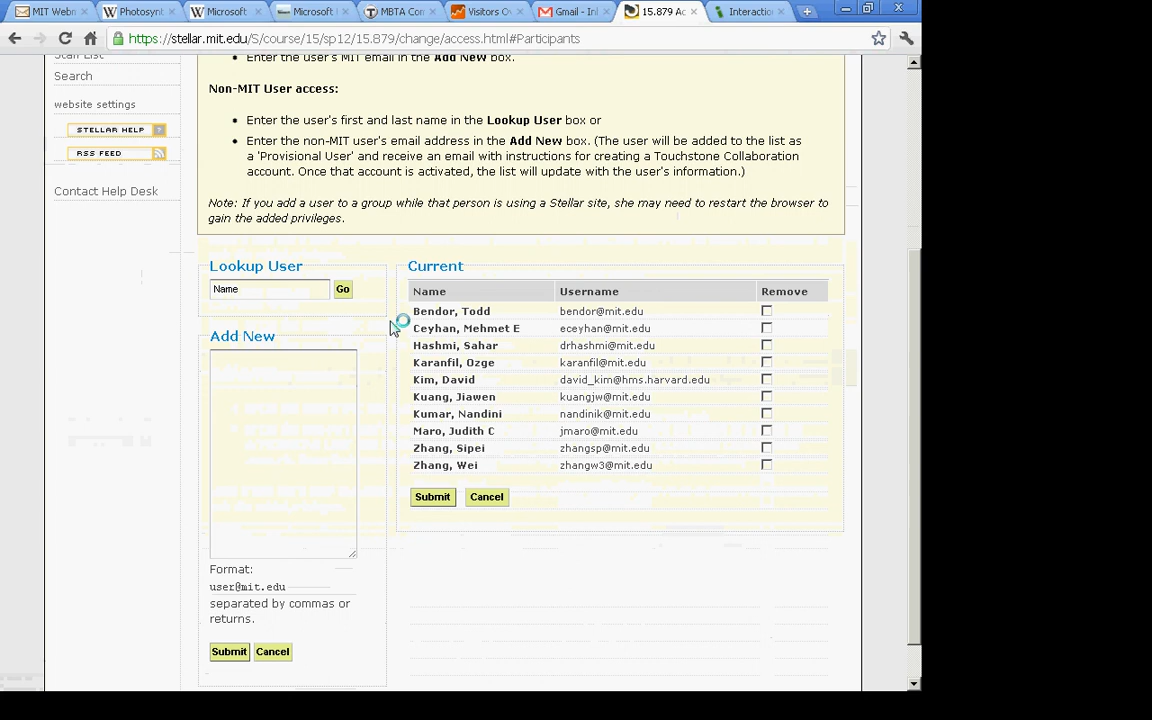 MIT Webm
Photosynt
Microsoft
Microsoft
MBTA Con
Visitors Ov
Gmail - Inl
15.879 Ac
Interactio
https://stellar.mit.edu/S/course/15/sp12/15.879/change/access.html#Participants
Staff List
Search
website settings
STELLAR HELP ?
RSS FEED
Contact Help Desk
• Enter the user's MIT email in the Add New box.
Non-MIT User access:
• Enter the user's first and last name in the Lookup User box or
• Enter the non-MIT user's email address in the Add New box. (The user will be added to the list as
a 'Provisional User' and receive an email with instructions for creating a Touchstone Collaboration
account. Once that account is activated, the list will update with the user's information.)
Note: If you add a user to a group while that person is using a Stellar site, she may need to restart the browser to
gain the added privileges.
Lookup User
Name Go
Add New
Format:
user@mit.edu
separated by commas or
returns.
Submit Cancel
Current
Name Username Remove
Bendor, Todd bendor@mit.edu
Ceyhan, Mehmet E eceyhan@mit.edu
Hashmi, Sahar drhashmi@mit.edu
Karanfil, Ozge karanfil@mit.edu
Kim, David david_kim@hms.harvard.edu
Kuang, Jiawen kuangjw@mit.edu
Kumar, Nandini nandinik@mit.edu
Maro, Judith C jmaro@mit.edu
Zhang, Sipei zhangsp@mit.edu
Zhang, Wei zhangw3@mit.edu
Submit Cancel